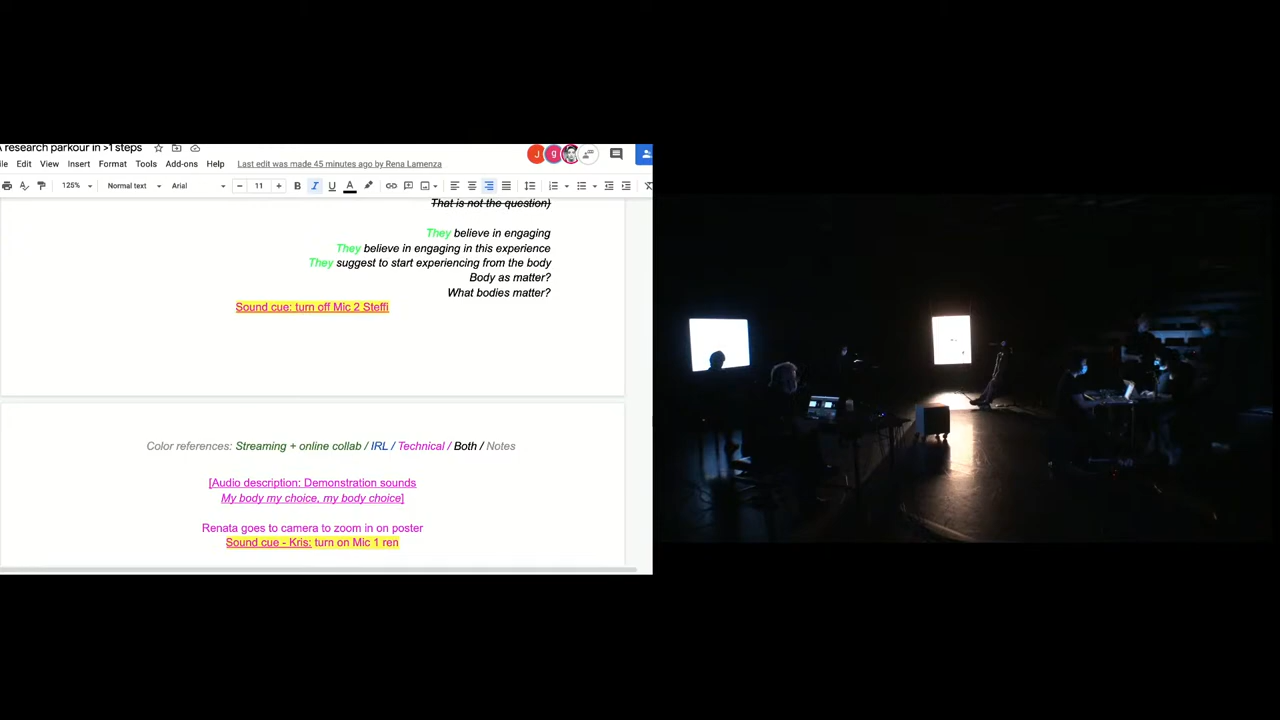 A research parkour in >1 steps
ile Edit View Insert Format Tools Add-ons Help Last edit was made 45 minutes ago by Rena Lamenza
J g
125% Normal text Arial 11
That is not the question)
They believe in engaging
They believe in engaging in this experience
They suggest to start experiencing from the body
Body as matter?
What bodies matter?
Sound cue: turn off Mic 2 Steffi
Color references: Streaming + online collab / IRL / Technical / Both / Notes
[Audio description: Demonstration sounds
My body my choice, my body choice]
Renata goes to camera to zoom in on poster
Sound cue - Kris: turn on Mic 1 ren